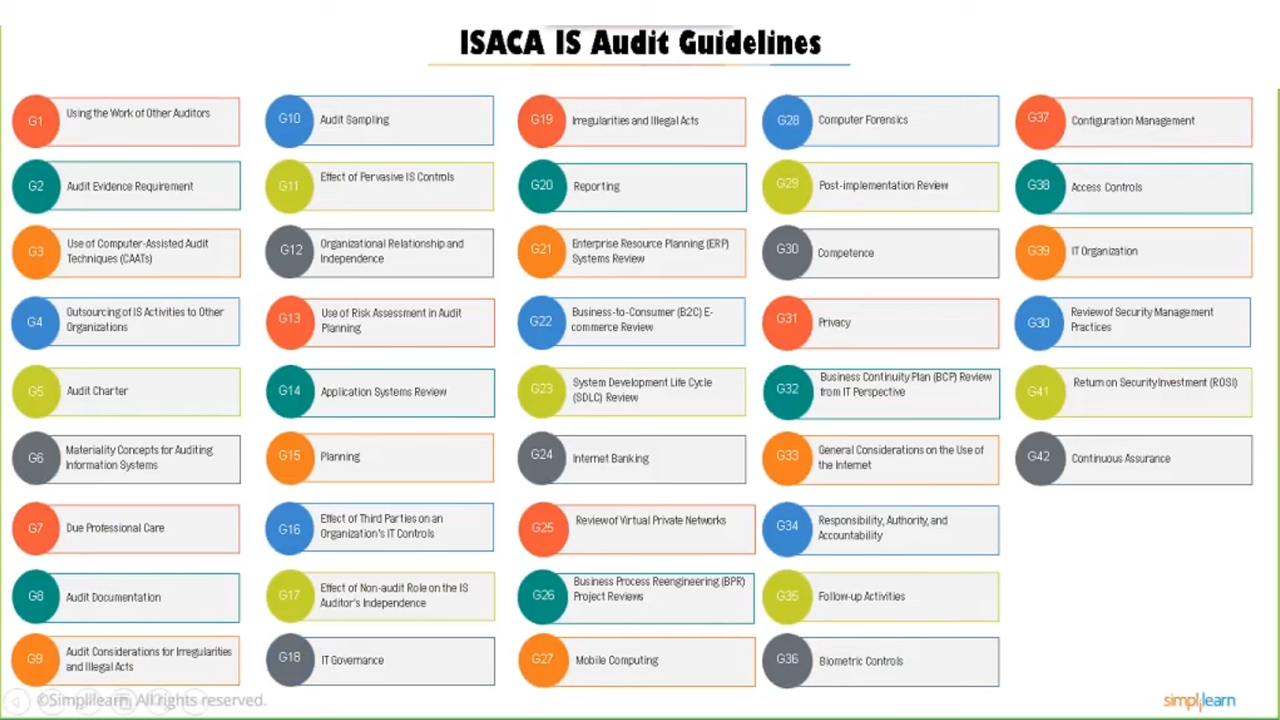 ISACA IS Audit Guidelines
G1
Using the Work of Other Auditors
G2
Audit Evidence Requirement
G3
Use of Computer-Assisted Audit
Techniques (CAATs)
G4
Outsourcing of IS Activities to Other
Organizations
G5
Audit Charter
G6
Materiality Concepts for Auditing
Information Systems
G7
Due Professional Care
G8
Audit Documentation
G9
Audit Considerations for Irregularities
and Illegal Acts
G10
Audit Sampling
G11
Effect of Pervasive IS Controls
G12
Organizational Relationship and
Independence
G13
Use of Risk Assessment in Audit
Planning
G14
Application Systems Review
G15
Planning
G16
Effect of Third Parties on an
Organization's IT Controls
G17
Effect of Non-audit Role on the IS
Auditor's Independence
G18
IT Governance
G19
Irregularities and Illegal Acts
G20
Reporting
G21
Enterprise Resource Planning (ERP)
Systems Review
G22
Business-to-Consumer (B2C) E-
commerce Review
G23
System Development Life Cycle
(SDLC) Review
G24
Internet Banking
G25
Review of Virtual Private Networks
G26
Business Process Reengineering (BPR)
Project Reviews
G27
Mobile Computing
G28
Computer Forensics
G29
Post-implementation Review
G30
Competence
G31
Privacy
G32
Business Continuity Plan (BCP) Review
from IT Perspective
G33
General Considerations on the Use of
the Internet
G34
Responsibility, Authority, and
Accountability
G35
Follow-up Activities
G36
Biometric Controls
G37
Configuration Management
G38
Access Controls
G39
IT Organization
G30
Review of Security Management
Practices
G41
Return on Security Investment (ROSI)
G42
Continuous Assurance
©Simplilearn. All rights reserved.
simplilearn